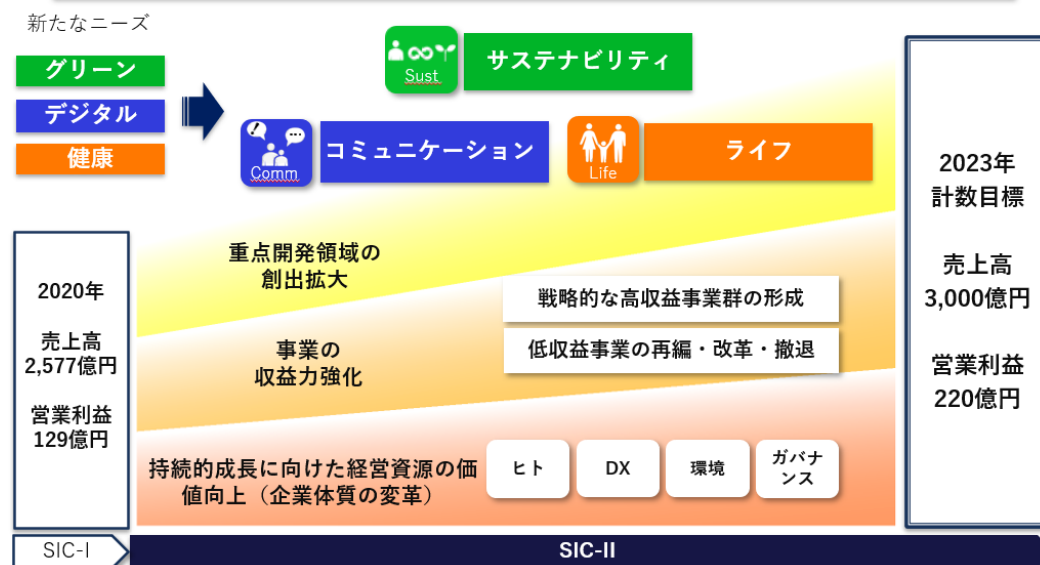 新たなニーズ
グリーン
デジタル
健康
Sust
サステナビリティ
Comm
コミュニケーション
Life
ライフ
2020年
売上高
2,577億円
営業利益
129億円
重点開発領域の
創出拡大
事業の
収益力強化
戦略的な高収益事業群の形成
低収益事業の再編・改革・撤退
持続的成長に向けた経営資源の価
値向上（企業体質の変革）
ヒト
DX
環境
ガバナ
ンス
2023年
計数目標
売上高
3,000億円
営業利益
220億円
SIC-I
SIC-II